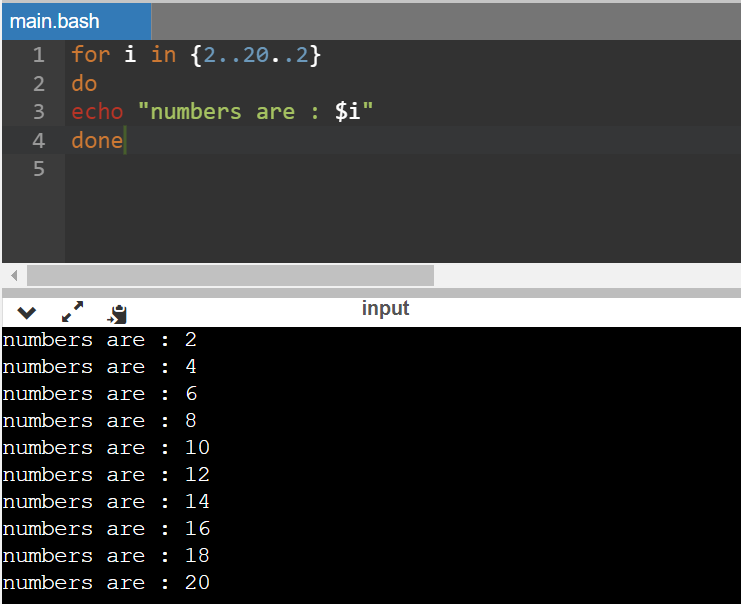 main.bash
1 for i in {2..20..2}
2 do
3 echo "numbers are : $i"
4 done
5
input
numbers are : 2
numbers are : 4
numbers are : 6
numbers are : 8
numbers are : 10
numbers are : 12
numbers are : 14
numbers are : 16
numbers are : 18
numbers are : 20